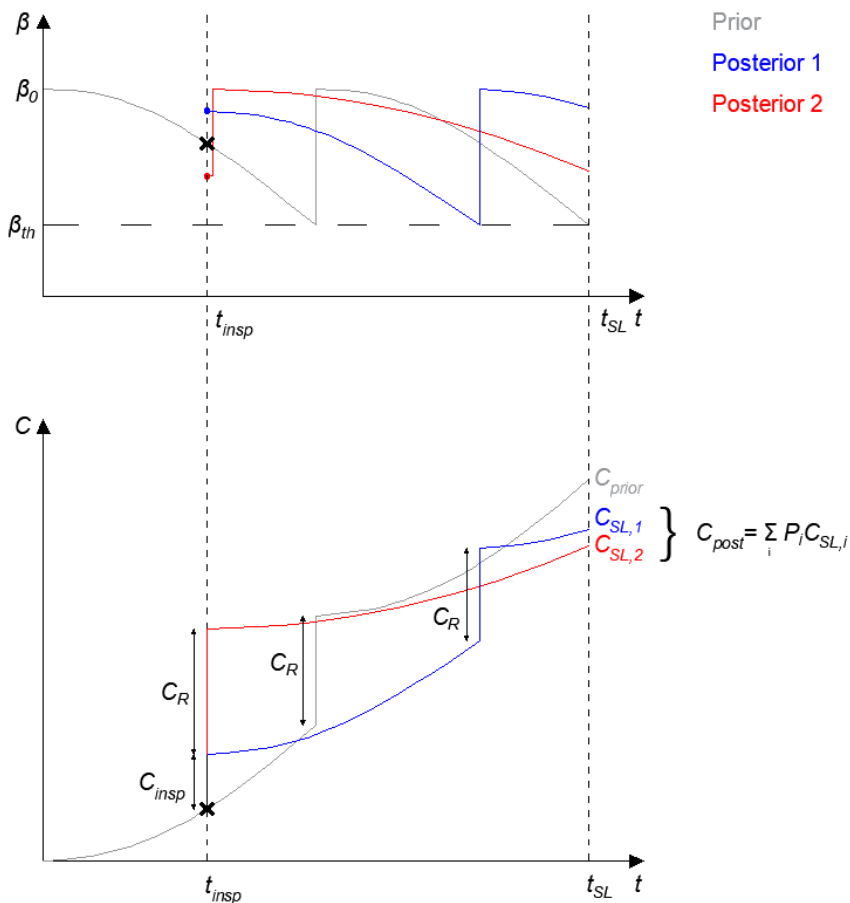 β
Prior
β0
Posterior 1
Posterior 2
βth
tinsp
tSL t
C
Cprior
CSL,1
CSL,2
} Cpost= Σi PiCSL,i
CR
CR
CR
Cinsp
tinsp
tSL t